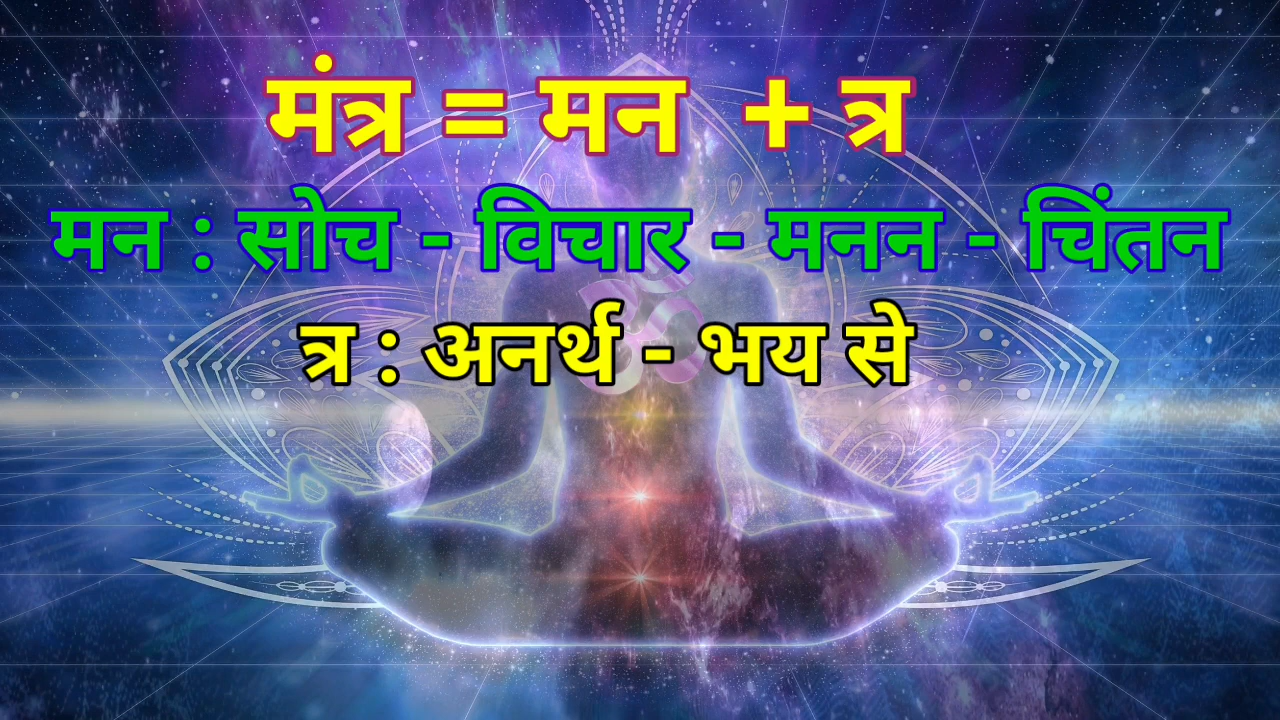 मंत्र = मन + त्र
मन : सोच - विचार - मनन - चिंतन
त्र : अनर्थ - भय से
ॐ